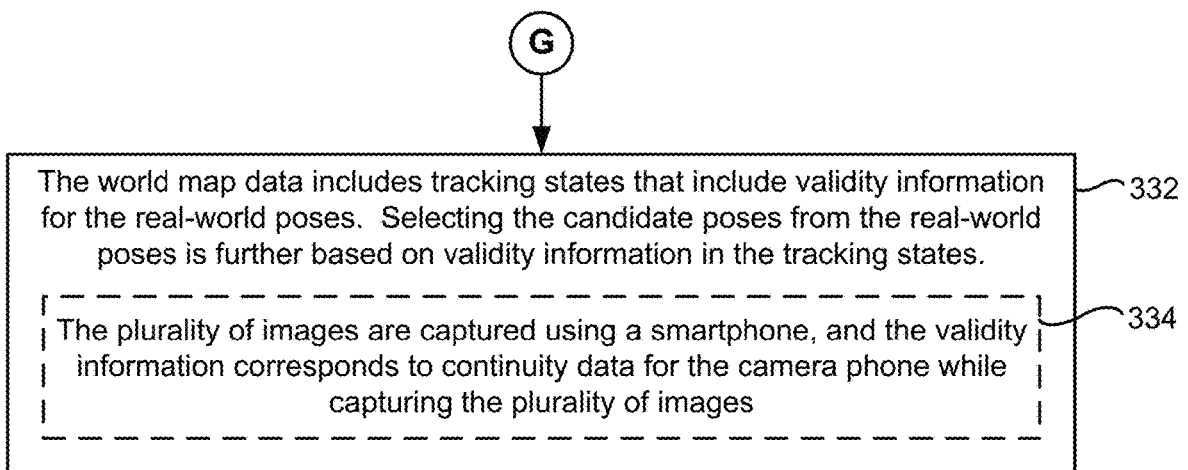 G
The world map data includes tracking states that include validity information
for the real-world poses. Selecting the candidate poses from the real-world
poses is further based on validity information in the tracking states.
332
The plurality of images are captured using a smartphone, and the validity
information corresponds to continuity data for the camera phone while
capturing the plurality of images
334